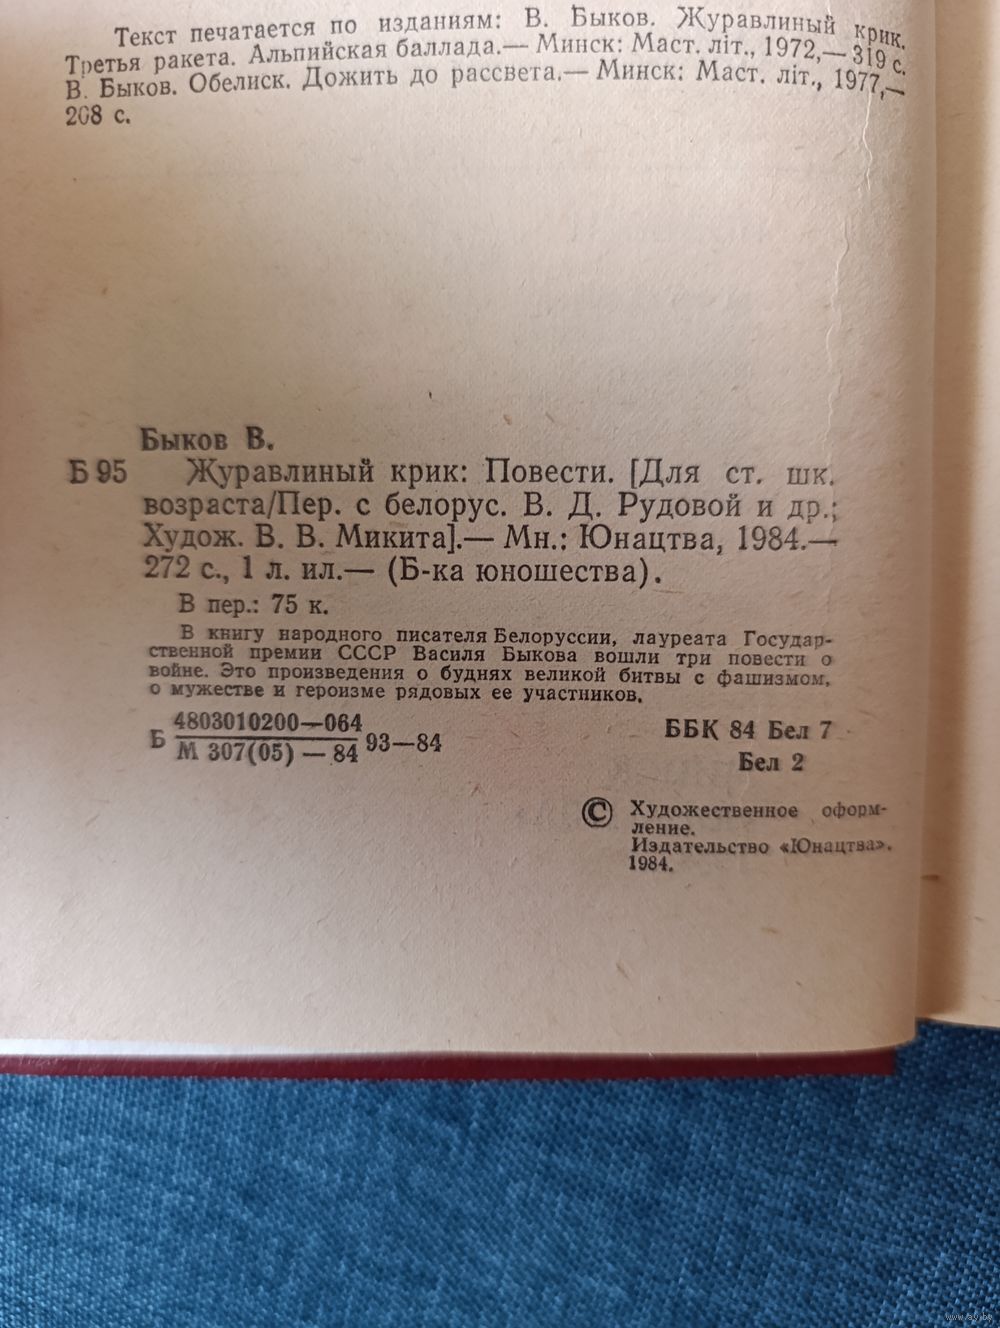 Текст печатается по изданиям: В. Быков. Журавлиный крик.
Третья ракета. Альпийская баллада.— Минск: Маст. літ., 1972,— 319 с.
В. Быков. Обелиск. Дожить до рассвета.— Минск: Маст. літ., 1977,—
208 с.
Быков В.
Б 95 Журавлиный крик: Повести. [Для ст. шк.
возраста/Пер. с белорус. В. Д. Рудовой и др.;
Худож. В. В. Микита].— Мн.: Юнацтва, 1984.—
272 с., 1 л. ил.— (Б-ка юношества).
В пер.: 75 к.
В книгу народного писателя Белоруссии, лауреата Государ-
ственной премии СССР Василя Быкова вошли три повести о
войне. Это произведения о буднях великой битвы с фашизмом,
о мужестве и героизме рядовых ее участников.
Б 4803010200—064
М 307(05) — 84 93—84
ББК 84 Бел 7
Бел 2
© Художественное оформ-
ление.
Издательство «Юнацтва».
1984.
www.ay.by